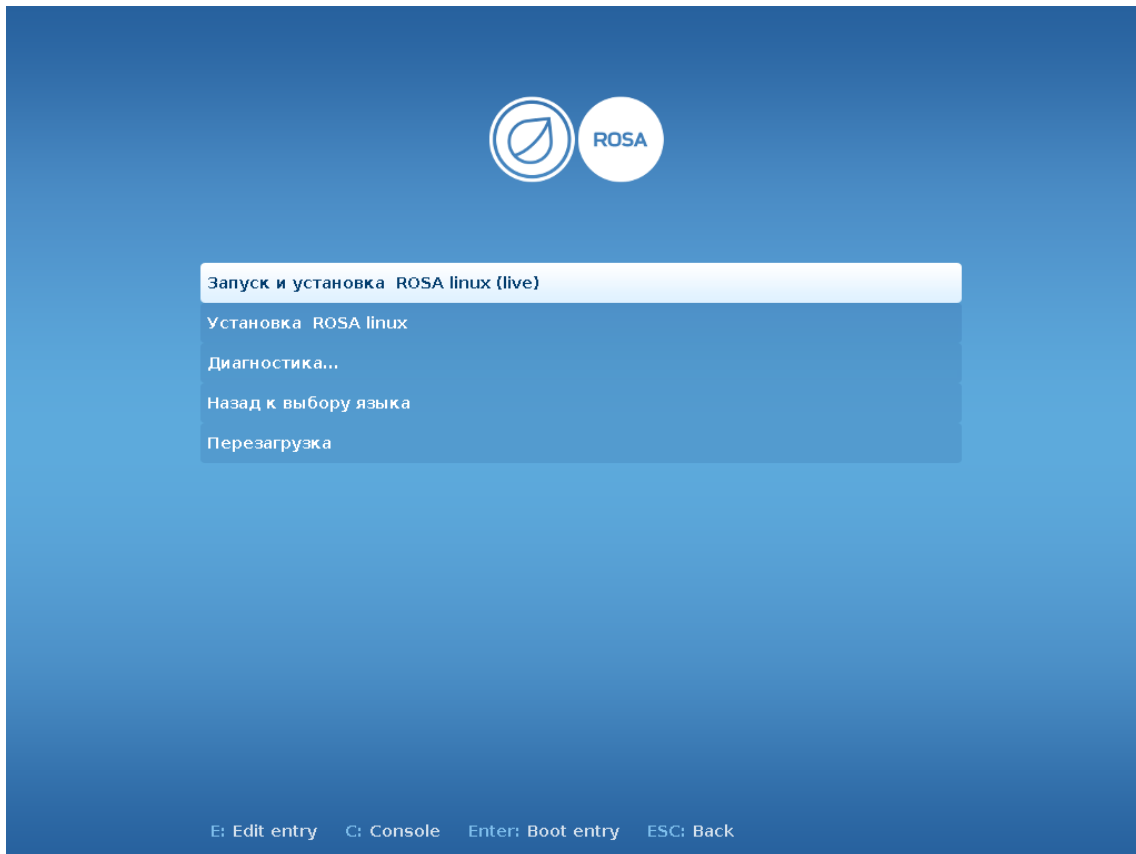 ROSA
Запуск и установка  ROSA linux (live)
Установка  ROSA linux
Диагностика...
Назад к выбору языка
Перезагрузка
E: Edit entry C: Console Enter: Boot entry ESC: Back